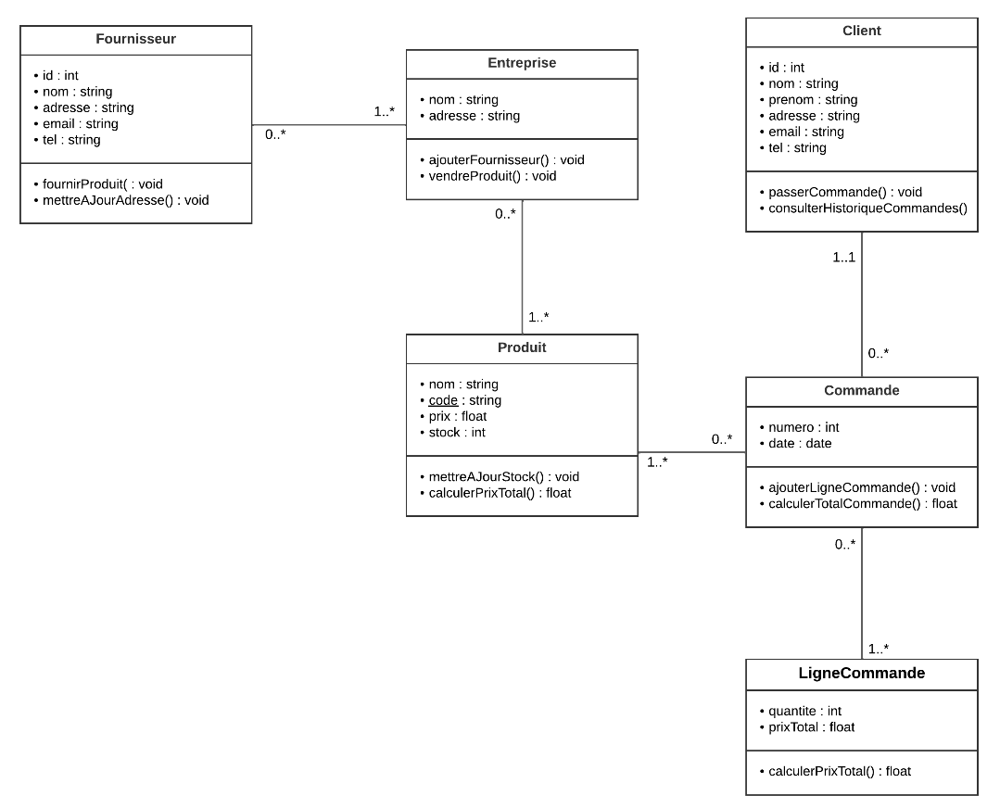 Fournisseur
• id : int
• nom : string
• adresse : string
• email : string
• tel : string
• fournirProduit( : void
• mettreAJourAdresse() : void
0..*
1..*
Entreprise
• nom : string
• adresse : string
• ajouterFournisseur() : void
• vendreProduit() : void
0..*
1..*
Produit
• nom : string
• code : string
• prix : float
• stock : int
• mettreAJourStock() : void
• calculerPrixTotal() : float
1..*
0..*
Client
• id : int
• nom : string
• prenom : string
• adresse : string
• email : string
• tel : string
• passerCommande() : void
• consulterHistoriqueCommandes()
1..1
0..*
Commande
• numero : int
• date : date
• ajouterLigneCommande() : void
• calculerTotalCommande() : float
0..*
1..*
LigneCommande
• quantite : int
• prixTotal : float
• calculerPrixTotal() : float